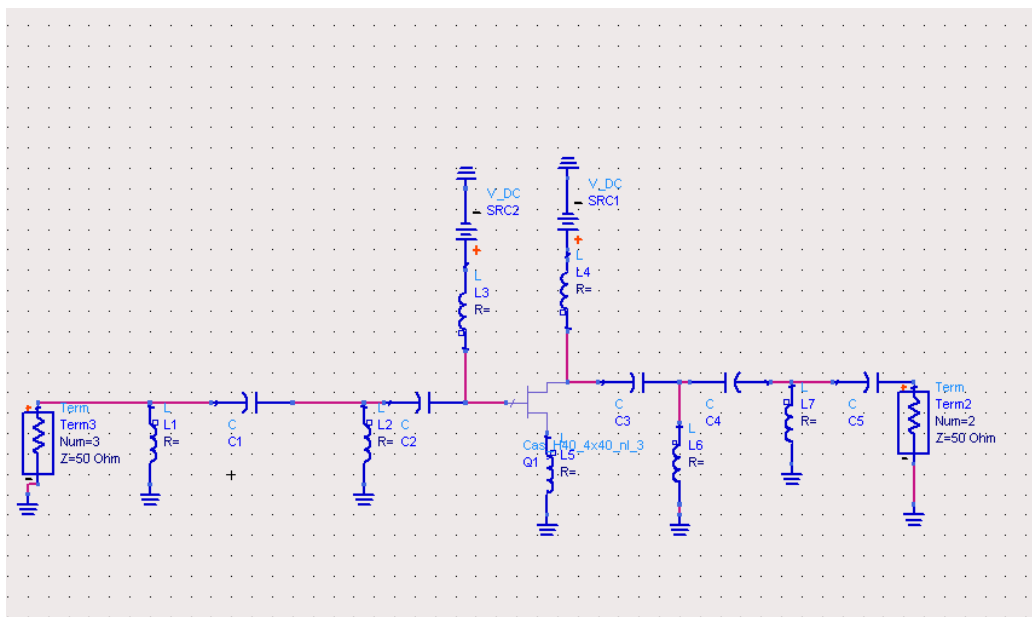 V_DC
SRC2
-
+
V_DC
SRC1
-
+
L
L3
R=
L
L4
R=
+
Term
Term3
Num=3
Z=50 Ohm
-
L
L1
R=
C
C1
L
L2
R=
C
C2
Cas_H40_4x40_nl_3
Q1
L
L5
R=
C
C3
L
L6
R=
C
C4
L
L7
R=
C
C5
+
Term
Term2
Num=2
Z=50 Ohm
-